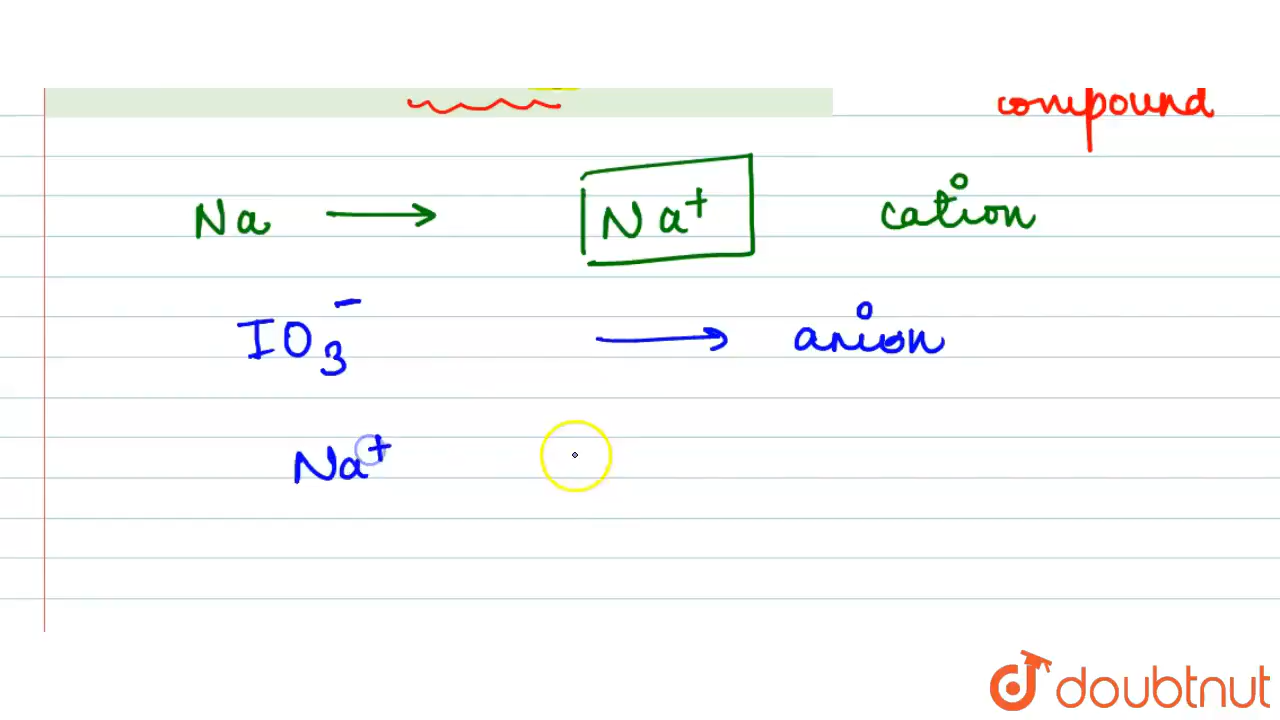 compound
Na → Na⁺ cation
IO₃⁻ → anion
Na⁺
doubtnut